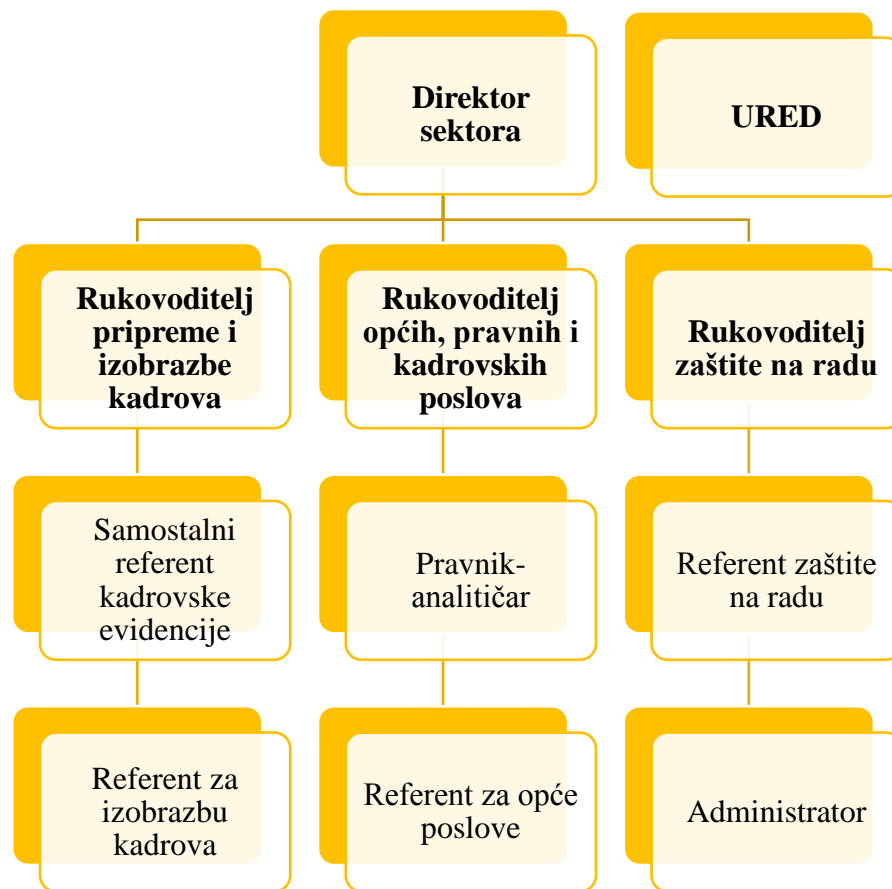 Direktor
sektora
URED
Rukovoditelj
pripreme i
izobrazbe
kadrova
Rukovoditelj
općih, pravnih i
kadrovskih
poslova
Rukovoditelj
zaštite na radu
Samostalni
referent
kadrovske
evidencije
Pravnik-
analitičar
Referent zaštite
na radu
Referent za
izobrazbu
kadrova
Referent za opće
poslove
Administrator